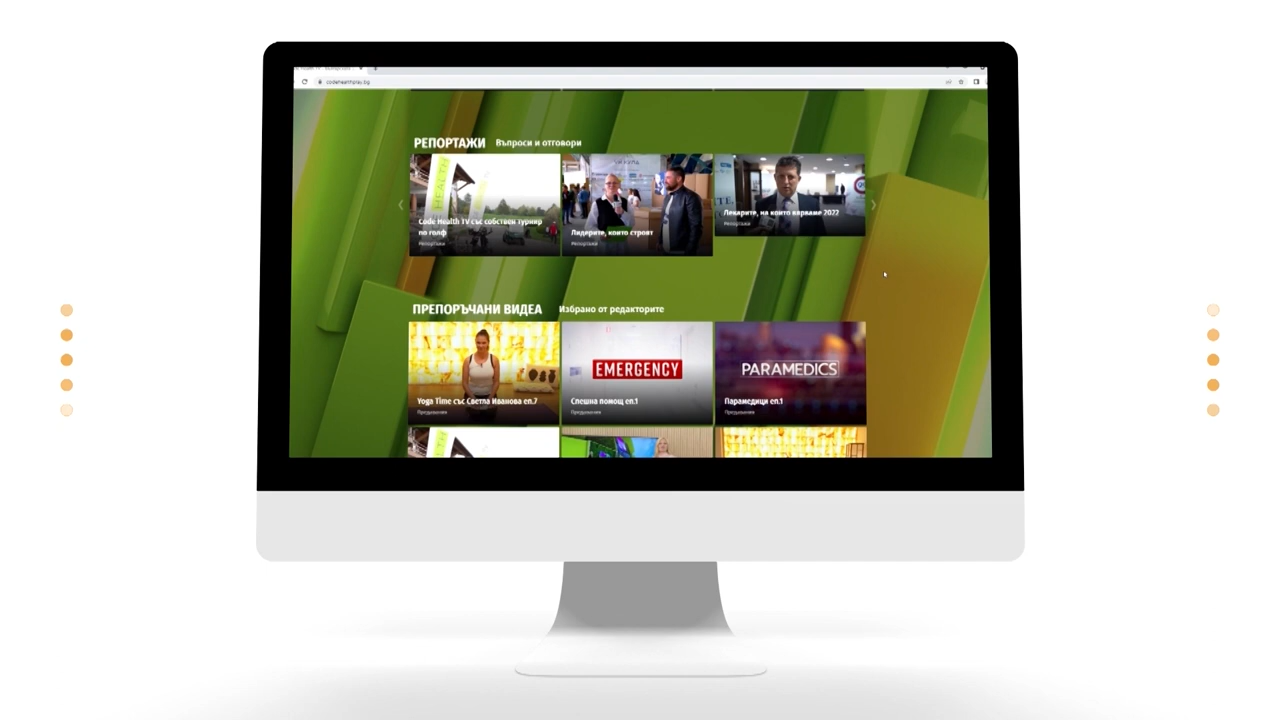 codehealthplay.bg
РЕПОРТАЖИ Въпроси и отговори
HEALTH
Code Health TV със собствен турнир
по голф
Репортажи
Лидерите, които строят
Репортажи
Лекарите, на които вярваме 2022
Репортажи
ПРЕПОРЪЧАНИ ВИДЕА Избрано от редакторите
Yoga Time със Светла Иванова еп.7
Предавания
EMERGENCY
Спешна помощ еп.1
Предавания
PARAMEDICS
Парамедици еп.1
Предавания